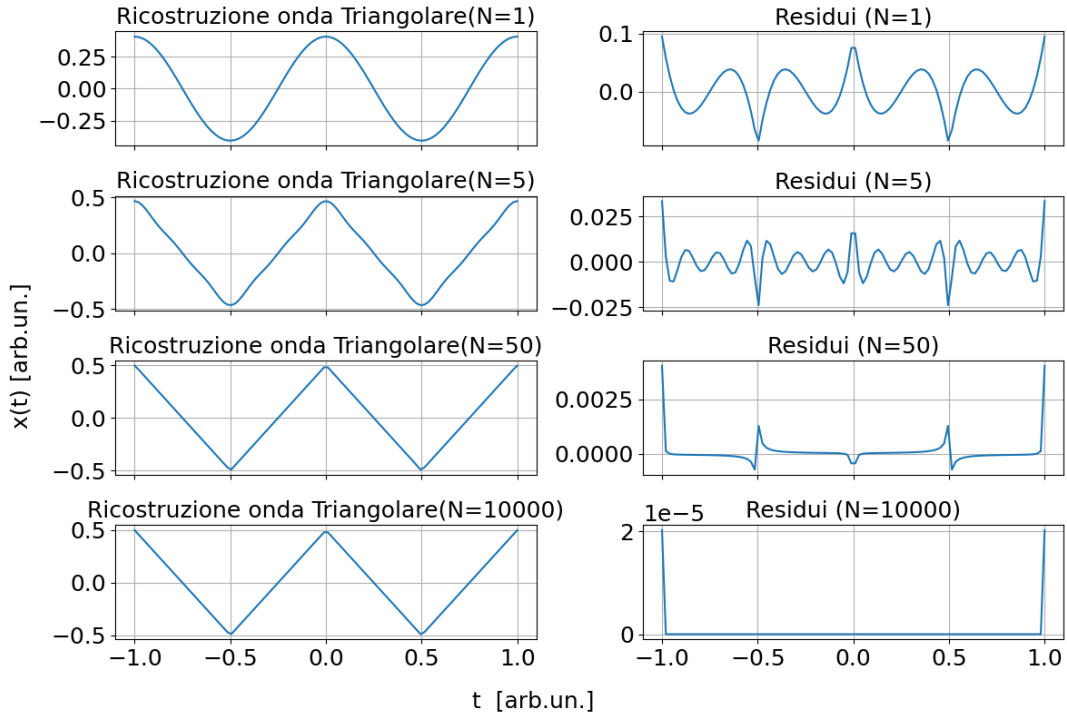 Ricostruzione onda Triangolare(N=1)
0.25
0.00
−0.25
Residui (N=1)
0.1
0.0
Ricostruzione onda Triangolare(N=5)
0.5
0.0
−0.5
Residui (N=5)
0.025
0.000
−0.025
Ricostruzione onda Triangolare(N=50)
0.5
0.0
−0.5
Residui (N=50)
0.0025
0.0000
Ricostruzione onda Triangolare(N=10000)
0.5
0.0
−0.5
−1.0 −0.5 0.0 0.5 1.0
1e−5
Residui (N=10000)
2
0
−1.0 −0.5 0.0 0.5 1.0
x(t) [arb.un.]
t [arb.un.]